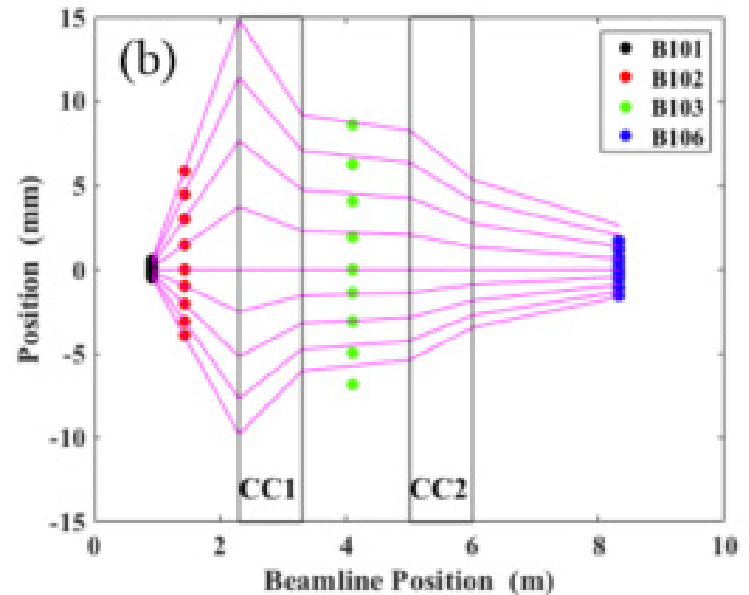 (b)
B101
B102
B103
B106
15
10
5
0
-5
-10
-15
Position (mm)
CC1
CC2
0 2 4 6 8 10
Beamline Position (m)